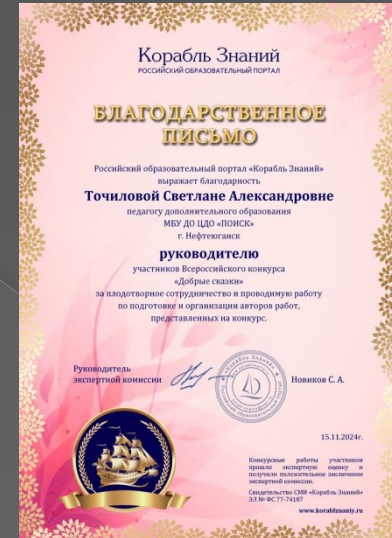 Корабль Знаний
РОССИЙСКИЙ ОБРАЗОВАТЕЛЬНЫЙ ПОРТАЛ
БЛАГОДАРСТВЕННОЕ
ПИСЬМО
Российский образовательный портал «Корабль Знаний»
выражает благодарность
Точиловой Светлане Александровне
педагогу дополнительного образования
МБУ ДО ЦДО «ПОИСК»
г. Нефтеюганск
руководителю
участников Всероссийского конкурса
«Добрые сказки»
за плодотворное сотрудничество и проводимую работу
по подготовке и организации авторов работ,
представленных на конкурс.
Руководитель
экспертной комиссии
Новиков С. А.
15.11.2024г.
Конкурсные работы участников
прошли экспертную оценку и
получили положительное заключение
экспертной комиссии.
Свидетельство СМИ «Корабль Знаний»
ЭЛ № ФС 77-74187
www.korablznaniy.ru